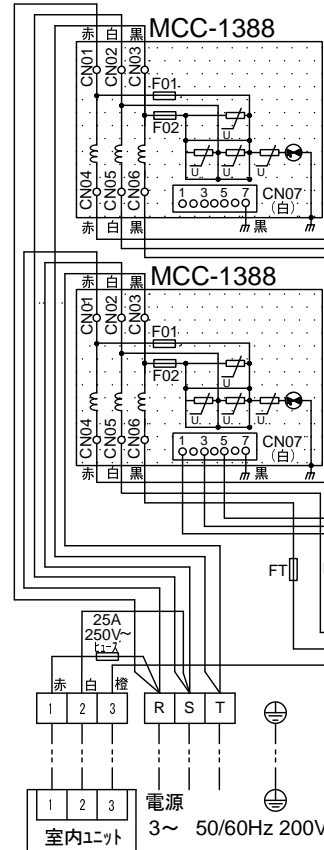 赤 白 黒 MCC-1388
CN01 CN02 CN03
F01
F02
U
U U U
CN04 CN05 CN06
1 3 5 7
CN07
(白)
赤 白 黒 黒
MCC-1388
赤 白 黒
CN01 CN02 CN03
F01
F02
U
U U U
CN04 CN05 CN06
1 3 5 7
CN07
(白)
赤 白 黒 黒
FT
25A
250V~
ヒューズ
赤 白 橙
1 2 3 R S T
1 2 3
室内ユニット
電源
3~ 50/60Hz 200V